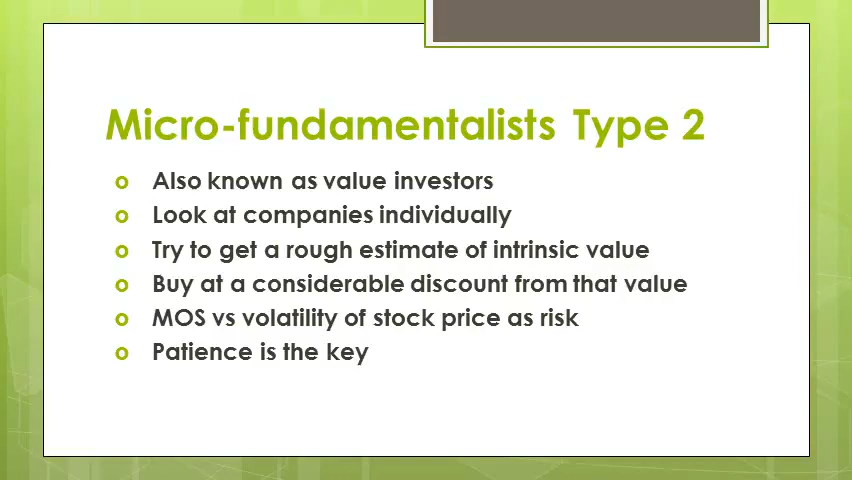 Micro-fundamentalists Type 2
o Also known as value investors
o Look at companies individually
o Try to get a rough estimate of intrinsic value
o Buy at a considerable discount from that value
o MOS vs volatility of stock price as risk
o Patience is the key